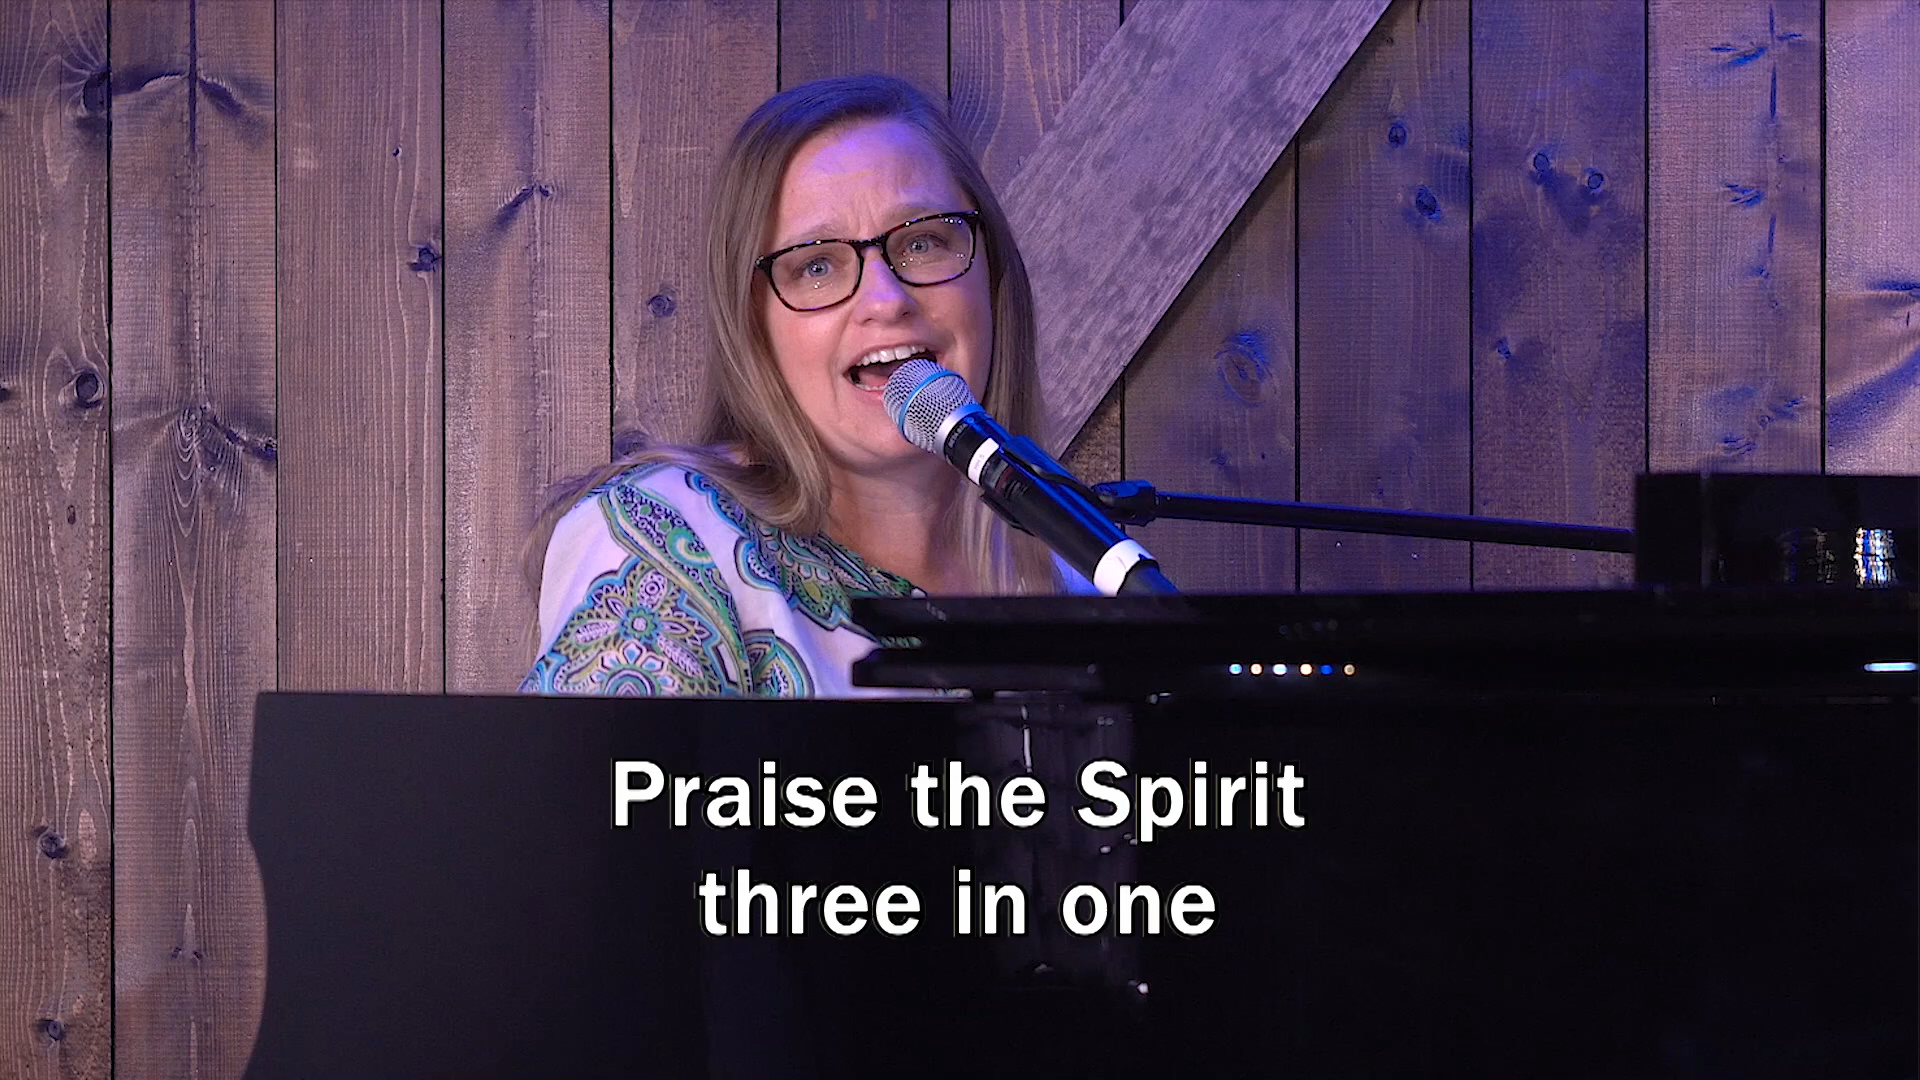 Praise the Spirit
three in one